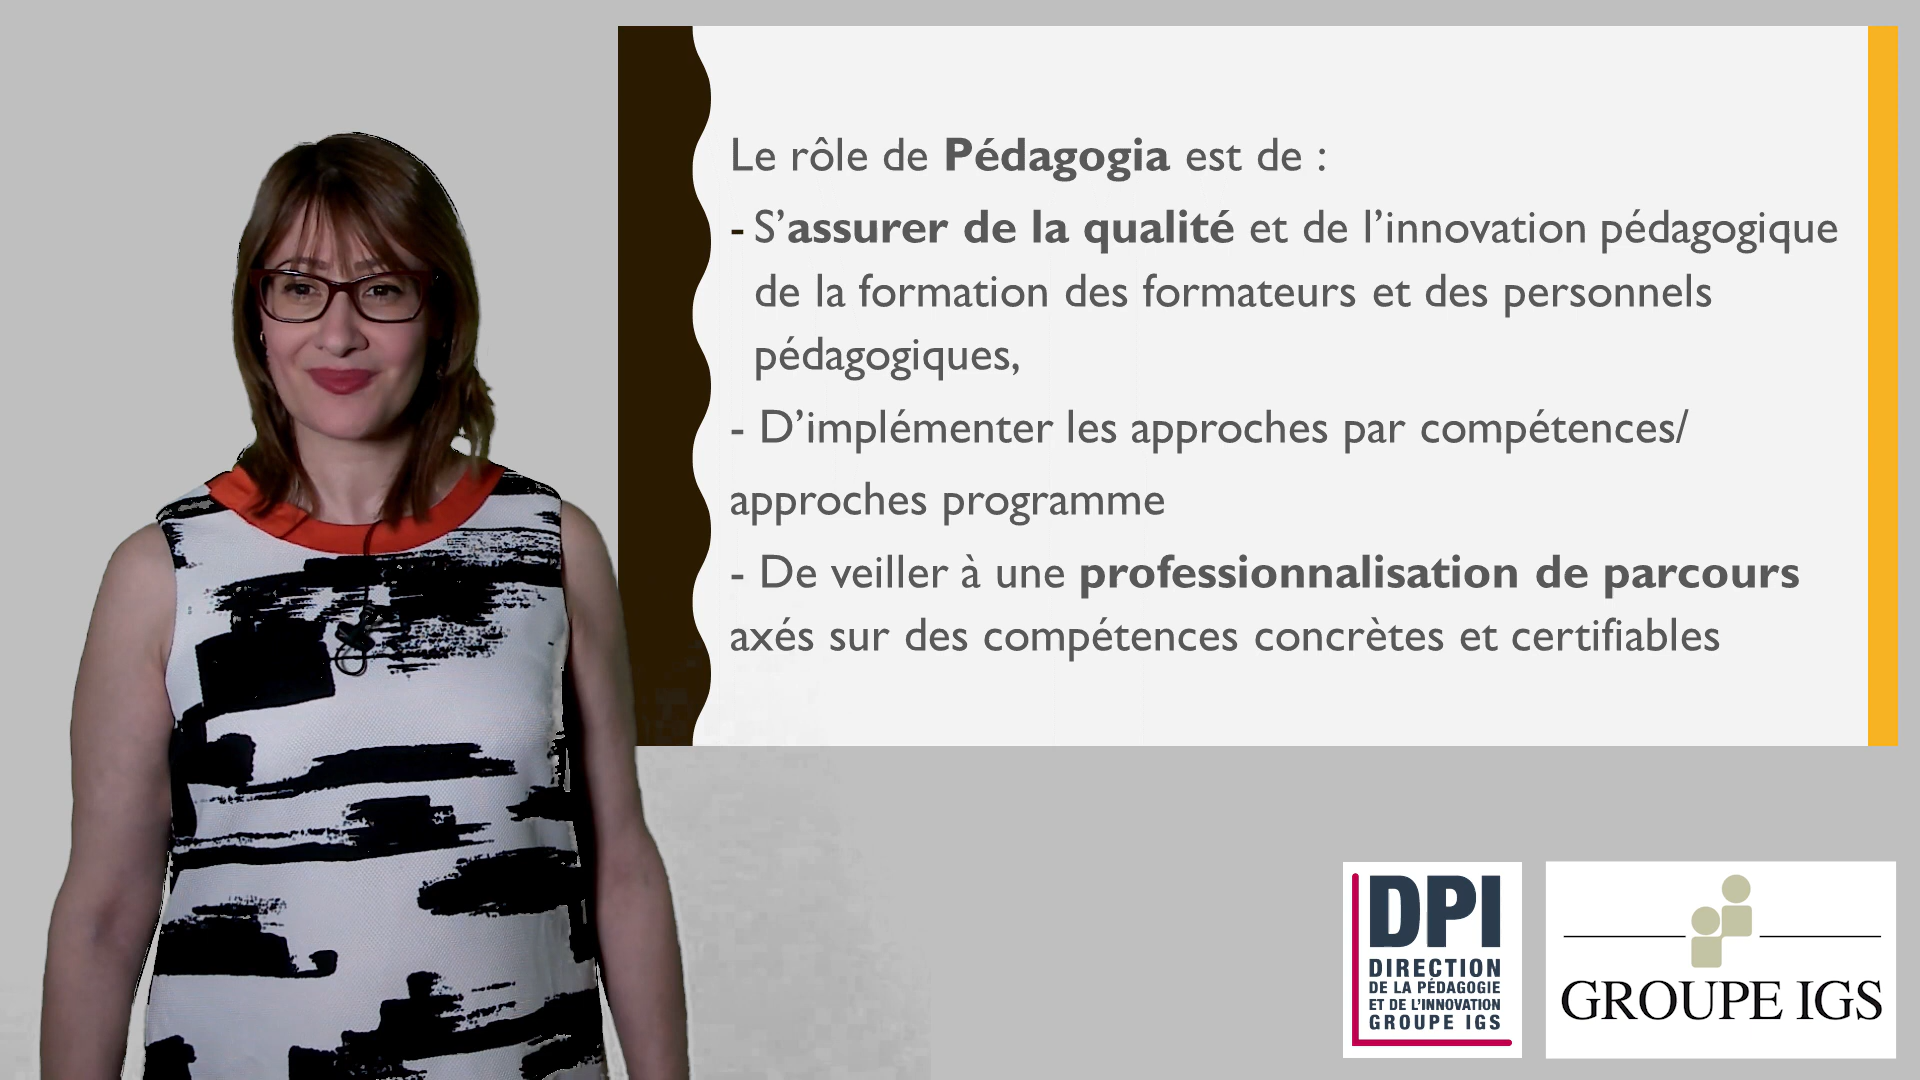 Le rôle de Pédagogia est de :
- S’assurer de la qualité et de l’innovation pédagogique
de la formation des formateurs et des personnels
pédagogiques,
- D’implémenter les approches par compétences/
approches programme
- De veiller à une professionnalisation de parcours
axés sur des compétences concrètes et certifiables
DPI
DIRECTION
DE LA PÉDAGOGIE
ET DE L’INNOVATION
GROUPE IGS
GROUPE IGS